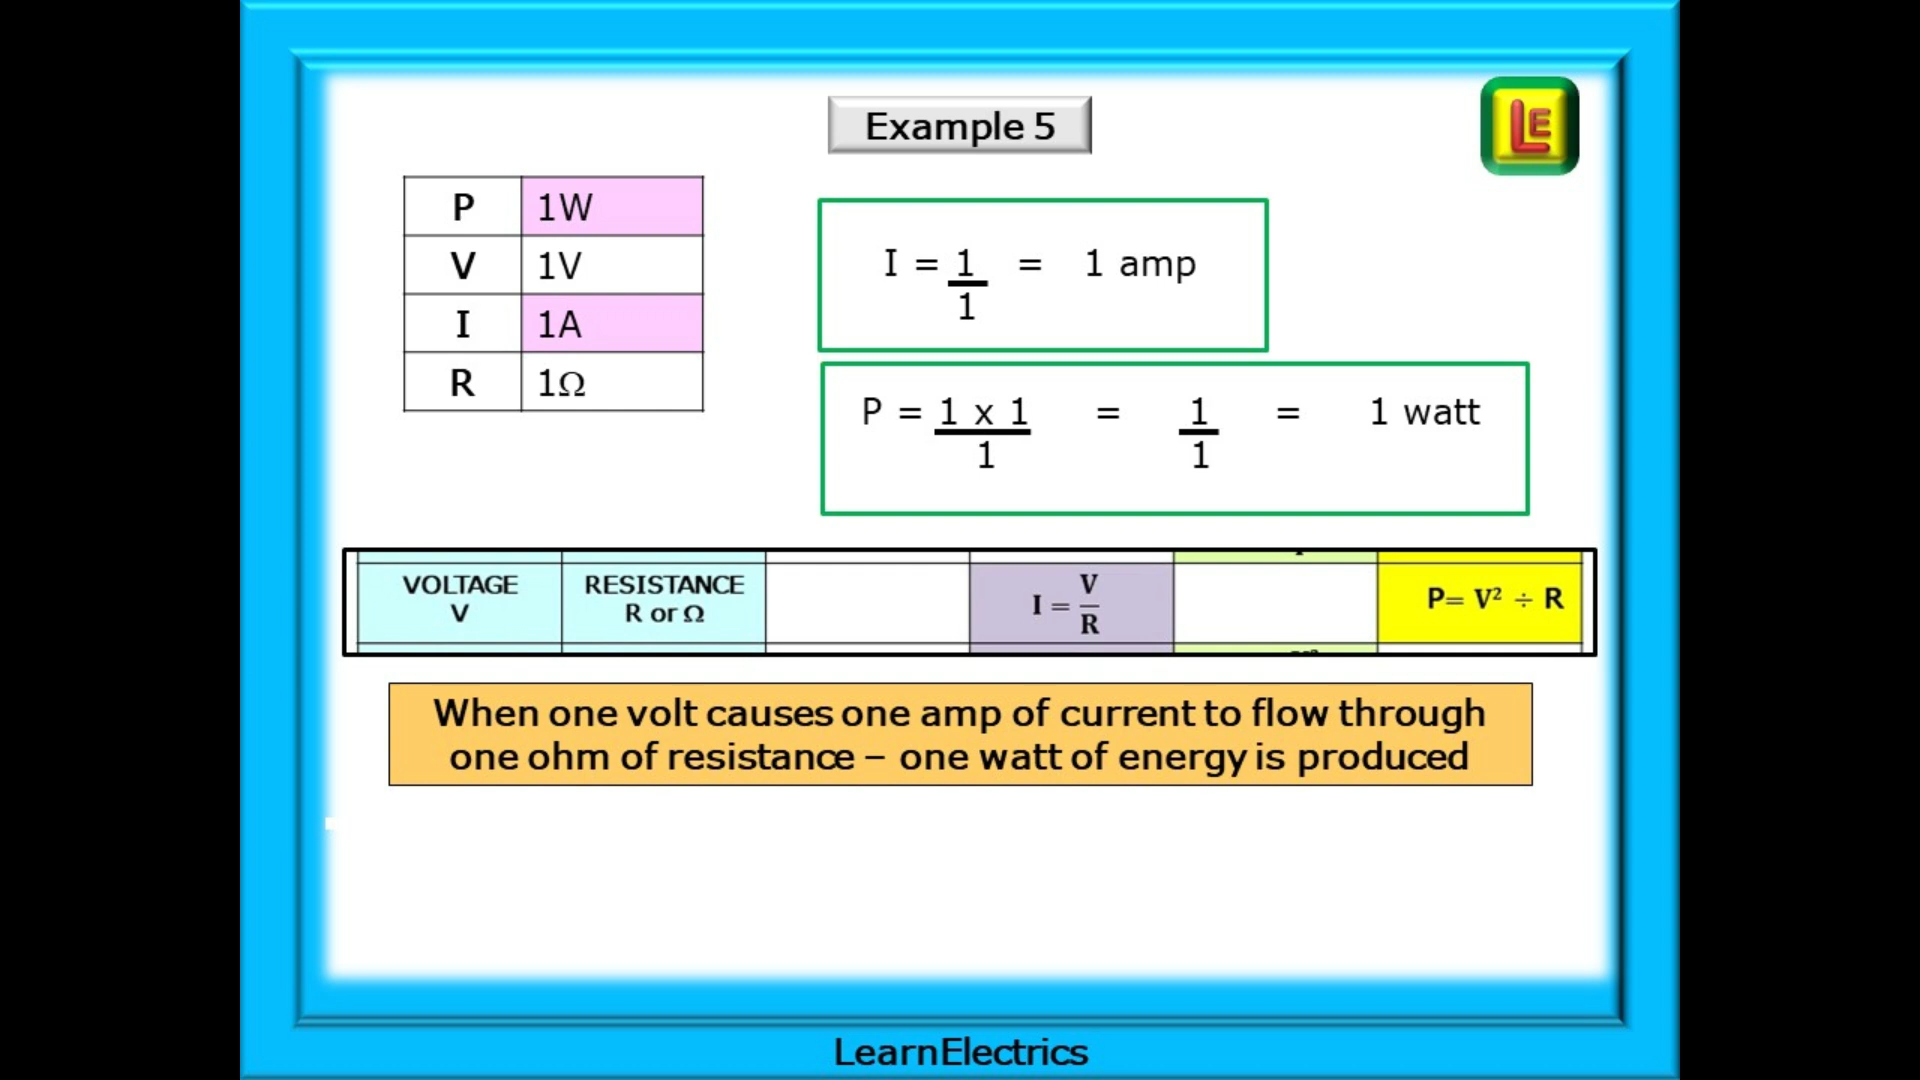 Example 5
LE
P 1W
V 1V
I 1A
R 1Ω
I = 1 = 1 amp
1
P = 1 x 1 = 1 = 1 watt
1 1
VOLTAGE
V
RESISTANCE
R or Ω
I = V
R
P= V² ÷ R
When one volt causes one amp of current to flow through
one ohm of resistance – one watt of energy is produced
LearnElectrics